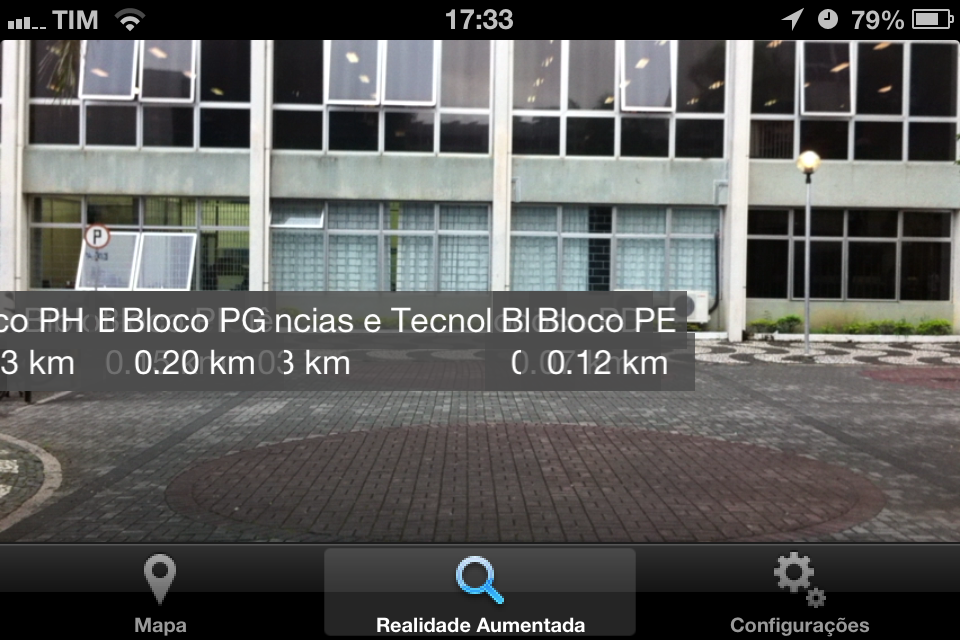 TIM 17:33 79%
P
co PH Bloco PG ncias e Tecnol Bl Bloco PE
3 km 0.20 km 3 km 0.12 km
Mapa Realidade Aumentada Configurações